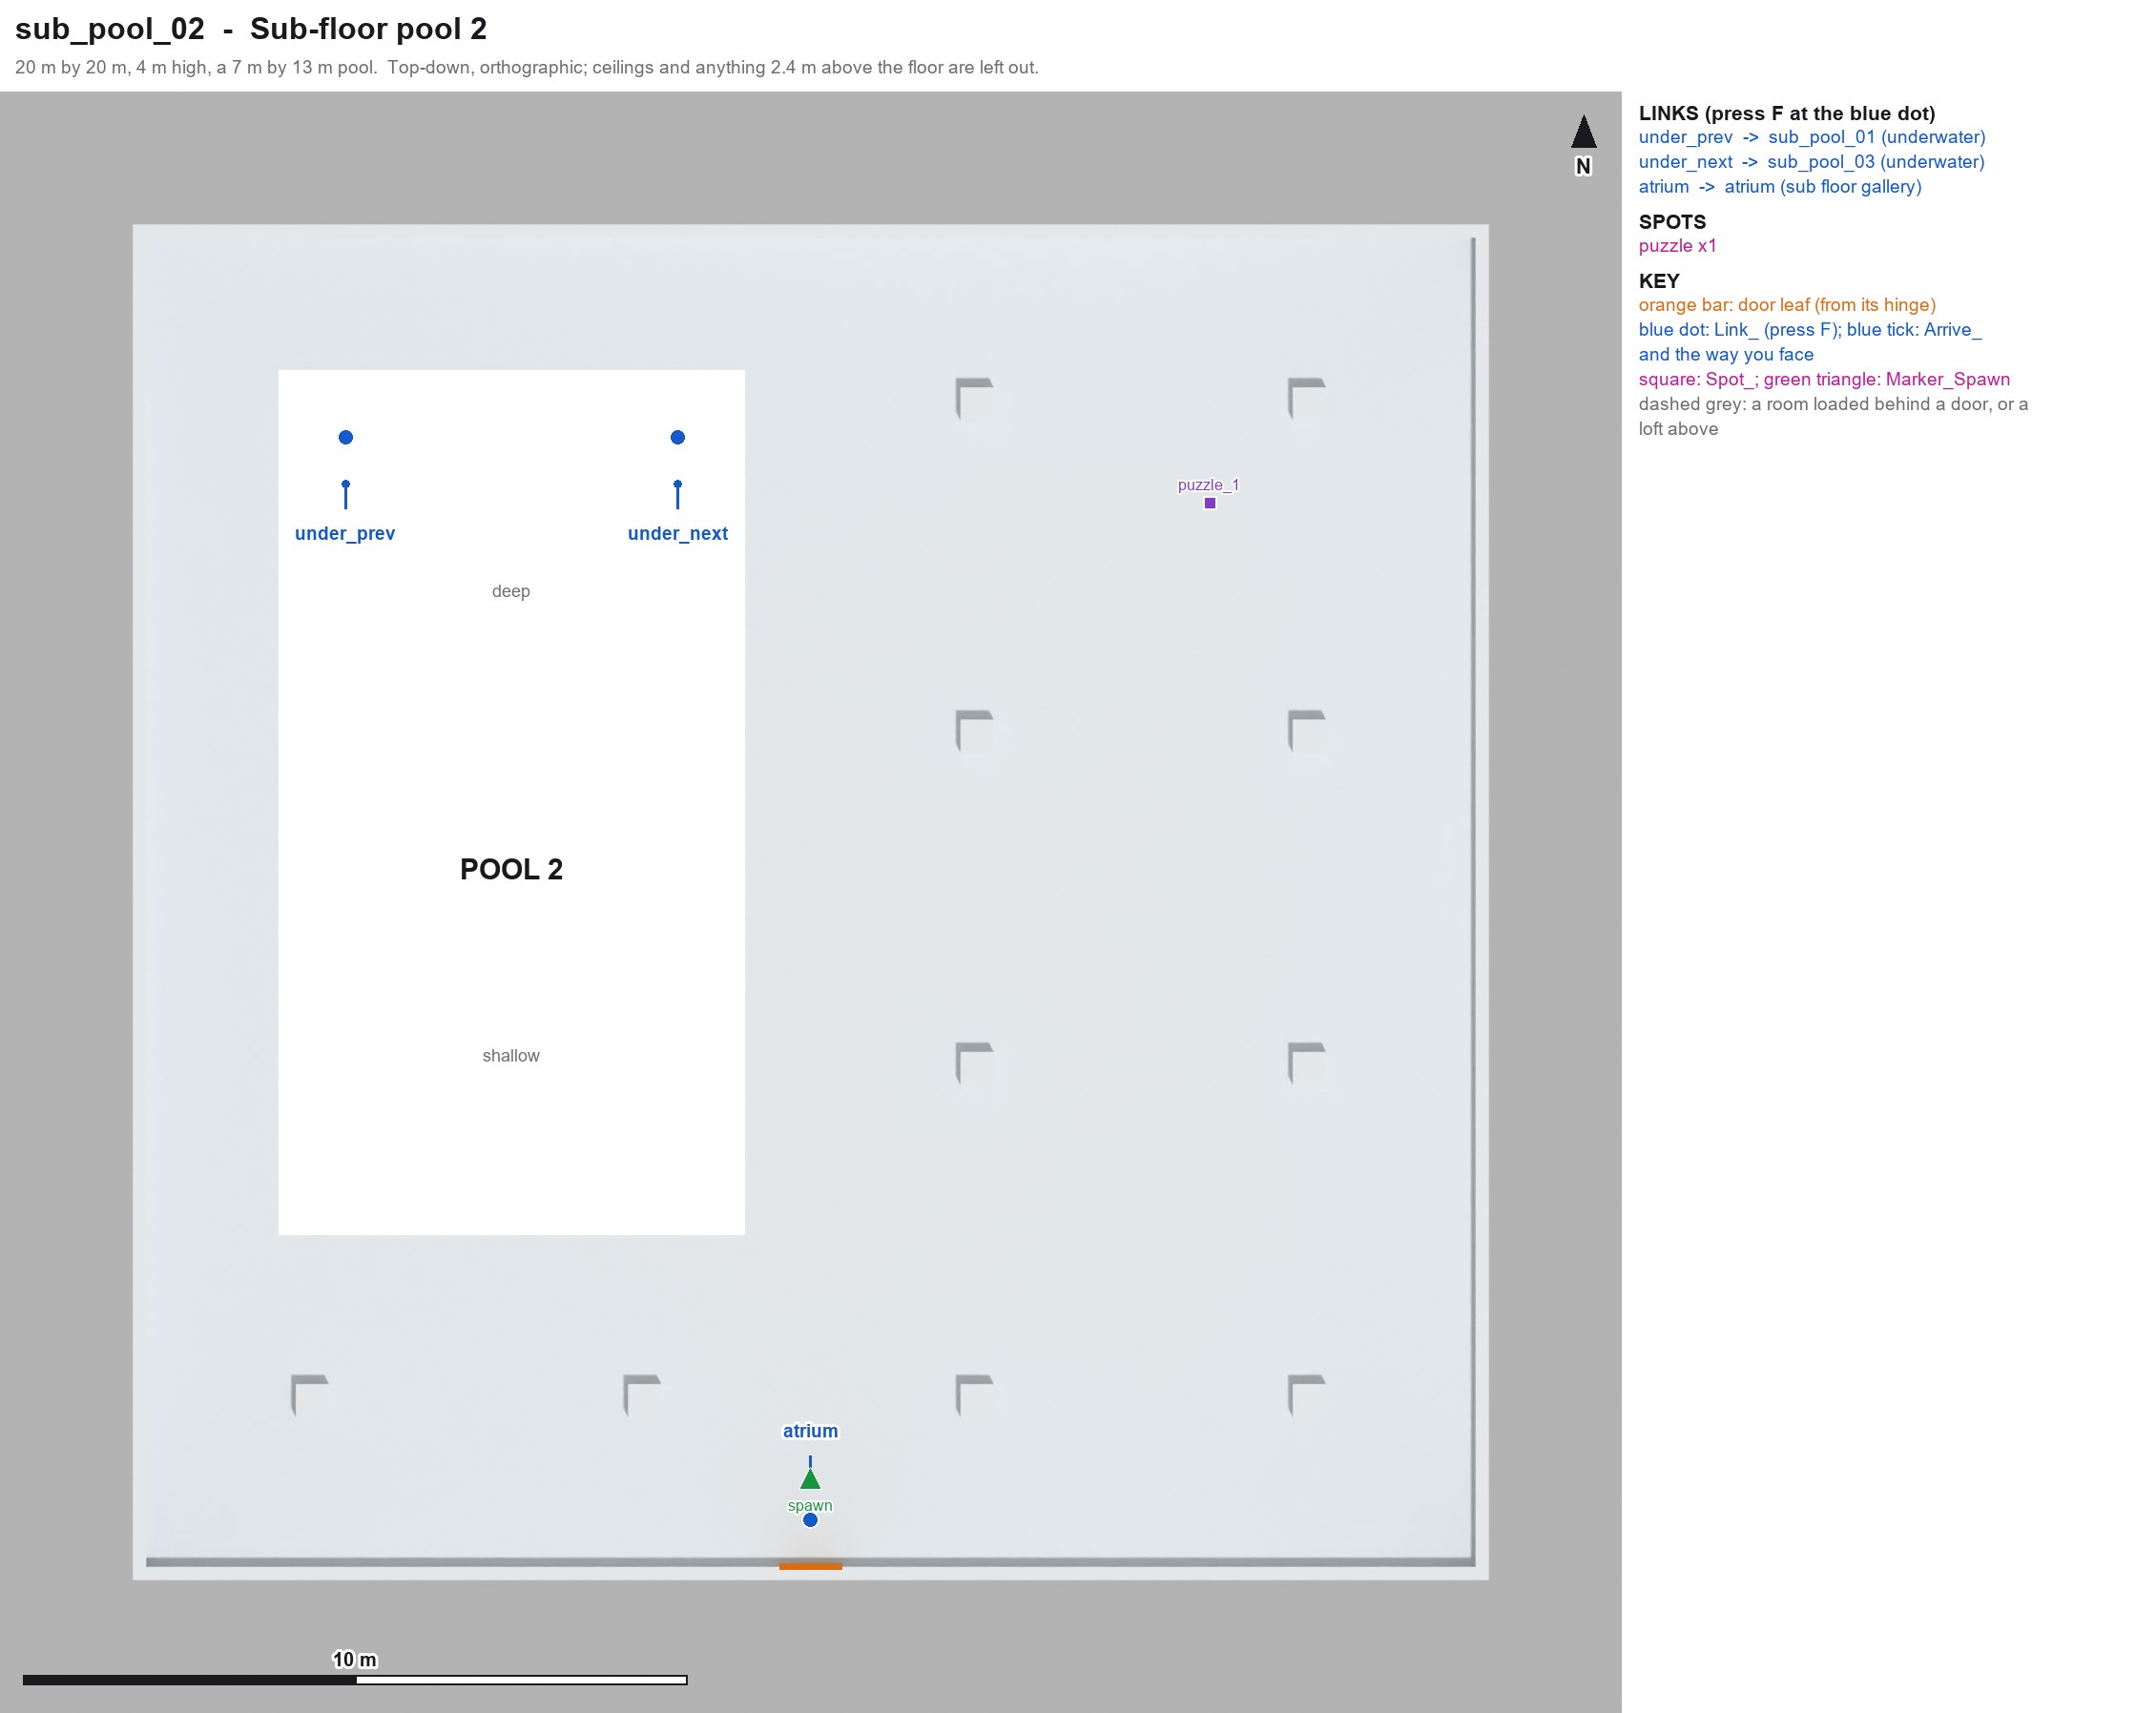 sub_pool_02 - Sub-floor pool 2
20 m by 20 m, 4 m high, a 7 m by 13 m pool. Top-down, orthographic; ceilings and anything 2.4 m above the floor are left out.
N
LINKS (press F at the blue dot)
under_prev -> sub_pool_01 (underwater)
under_next -> sub_pool_03 (underwater)
atrium -> atrium (sub floor gallery)
SPOTS
puzzle x1
KEY
orange bar: door leaf (from its hinge)
blue dot: Link_ (press F); blue tick: Arrive_
and the way you face
square: Spot_; green triangle: Marker_Spawn
dashed grey: a room loaded behind a door, or a
loft above
puzzle_1
under_prev
under_next
deep
POOL 2
shallow
atrium
spawn
10 m